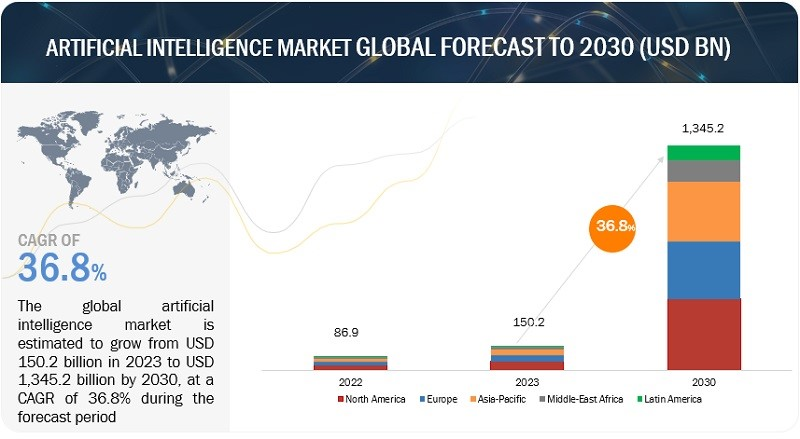 ARTIFICIAL INTELLIGENCE MARKET GLOBAL FORECAST TO 2030 (USD BN)
CAGR OF
36.8%
The global artificial
intelligence market is
estimated to grow from USD
150.2 billion in 2023 to USD
1,345.2 billion by 2030, at a
CAGR of 36.8% during the
forecast period
86.9
150.2
36.8%
1,345.2
2022
2023
2030
North America
Europe
Asia-Pacific
Middle-East Africa
Latin America